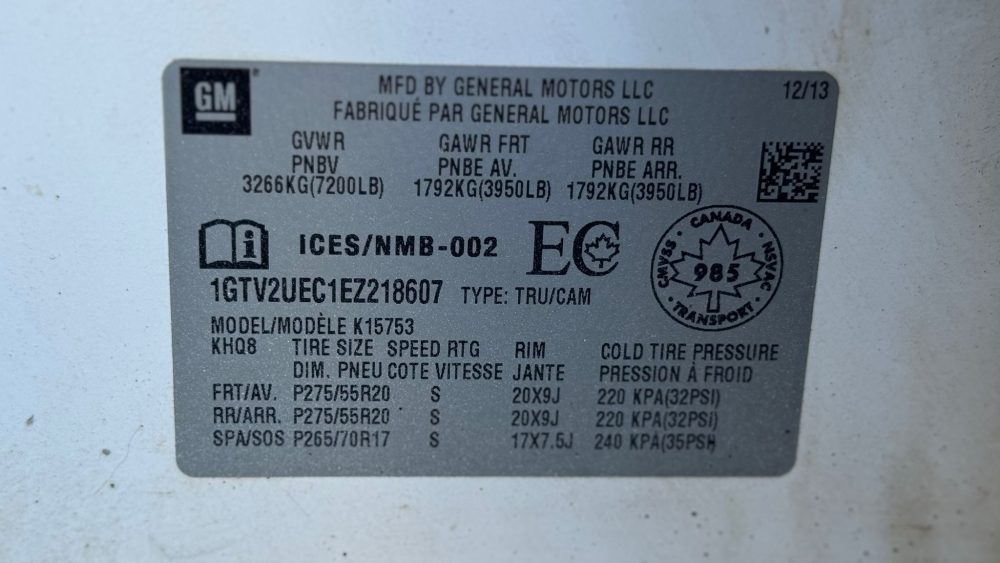 GM
MFD BY GENERAL MOTORS LLC 12/13
FABRIQUÉ PAR GENERAL MOTORS LLC
GVWR GAWR FRT GAWR RR
PNBV PNBE AV. PNBE ARR.
3266KG(7200LB) 1792KG(3950LB) 1792KG(3950LB)
i ICES/NMB-002 EC
CANADA
CMVSS NSVAC
985
TRANSPORT
1GTV2UEC1EZ218607 TYPE: TRU/CAM
MODEL/MODÈLE K15753
KHQ8 TIRE SIZE SPEED RTG RIM COLD TIRE PRESSURE
DIM. PNEU COTE VITESSE JANTE PRESSION À FROID
FRT/AV. P275/55R20 S 20X9J 220 KPA(32PSI)
RR/ARR. P275/55R20 S 20X9J 220 KPA(32PSI)
SPA/SOS P265/70R17 S 17X7.5J 240 KPA(35PSI)